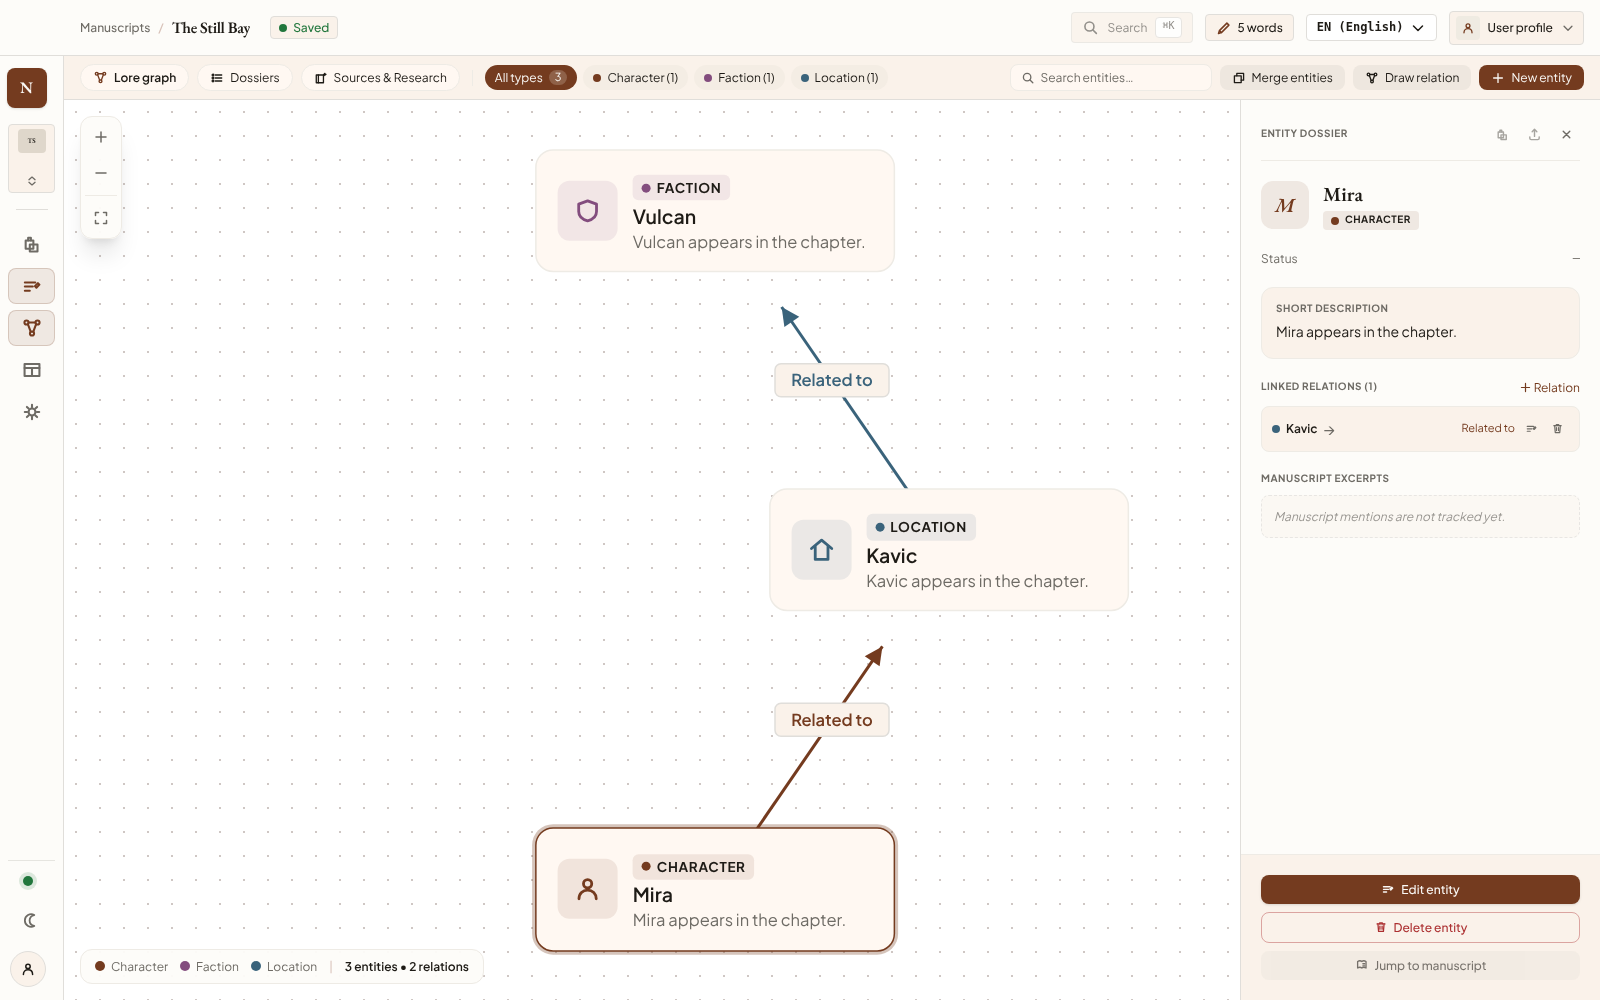 Manuscripts / The Still Bay
Saved
Search ⌘K
5 words
EN (English)
User profile
N
TS
Lore graph
Dossiers
Sources & Research
All types 3
Character (1)
Faction (1)
Location (1)
Search entities...
Merge entities
Draw relation
New entity
FACTION
Vulcan
Vulcan appears in the chapter.
Related to
LOCATION
Kavic
Kavic appears in the chapter.
Related to
CHARACTER
Mira
Mira appears in the chapter.
Character
Faction
Location
3 entities • 2 relations
ENTITY DOSSIER
M
Mira
CHARACTER
Status –
SHORT DESCRIPTION
Mira appears in the chapter.
LINKED RELATIONS (1)
+ Relation
Kavic → Related to
MANUSCRIPT EXCERPTS
Manuscript mentions are not tracked yet.
Edit entity
Delete entity
Jump to manuscript